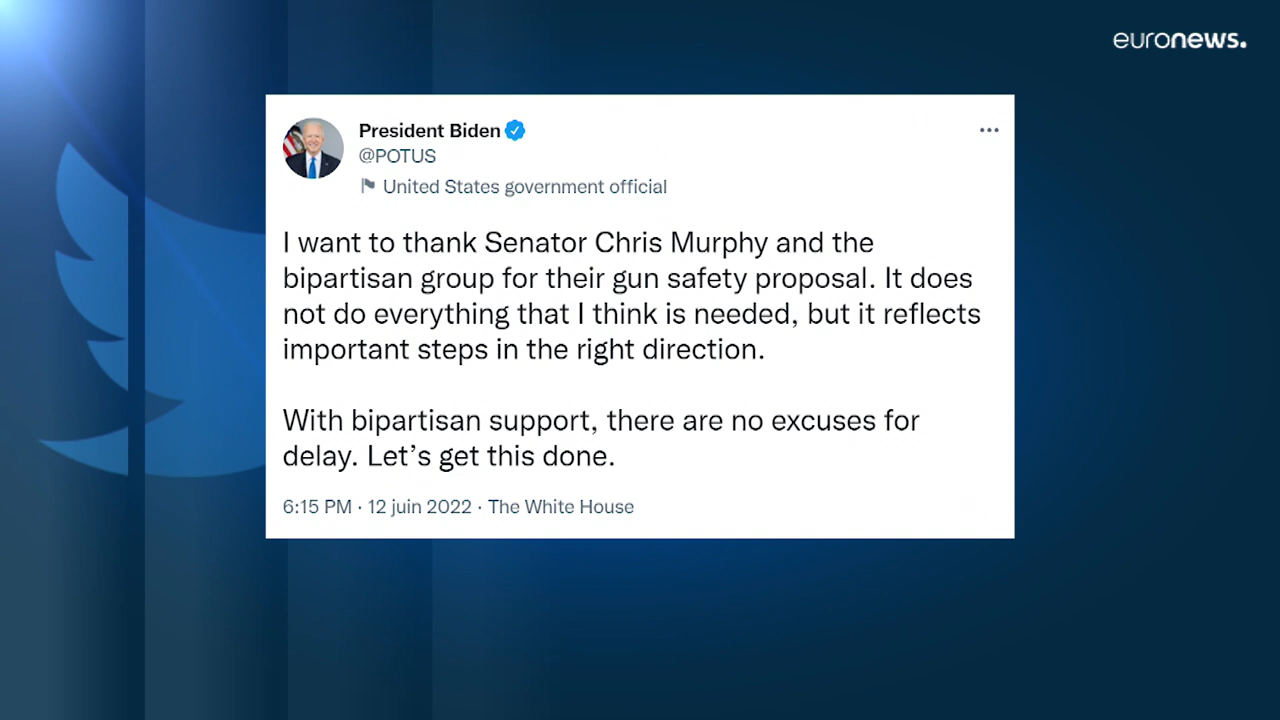 euronews.
President Biden
@POTUS
United States government official
I want to thank Senator Chris Murphy and the
bipartisan group for their gun safety proposal. It does
not do everything that I think is needed, but it reflects
important steps in the right direction.
With bipartisan support, there are no excuses for
delay. Let’s get this done.
6:15 PM · 12 juin 2022 · The White House